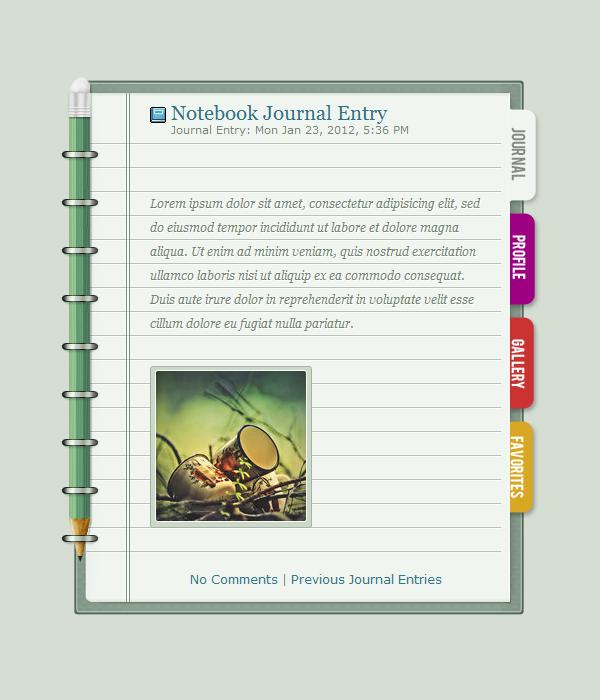 Notebook Journal Entry
Journal Entry: Mon Jan 23, 2012, 5:36 PM
Lorem ipsum dolor sit amet, consectetur adipisicing elit, sed
do eiusmod tempor incididunt ut labore et dolore magna
aliqua. Ut enim ad minim veniam, quis nostrud exercitation
ullamco laboris nisi ut aliquip ex ea commodo consequat.
Duis aute irure dolor in reprehenderit in voluptate velit esse
cillum dolore eu fugiat nulla pariatur.
No Comments | Previous Journal Entries
JOURNAL
PROFILE
GALLERY
FAVORITES